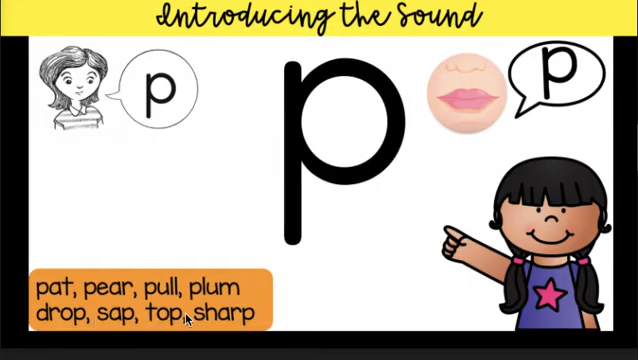 Introducing the Sound
p
p
p
pat, pear, pull, plum
drop, sap, top, sharp